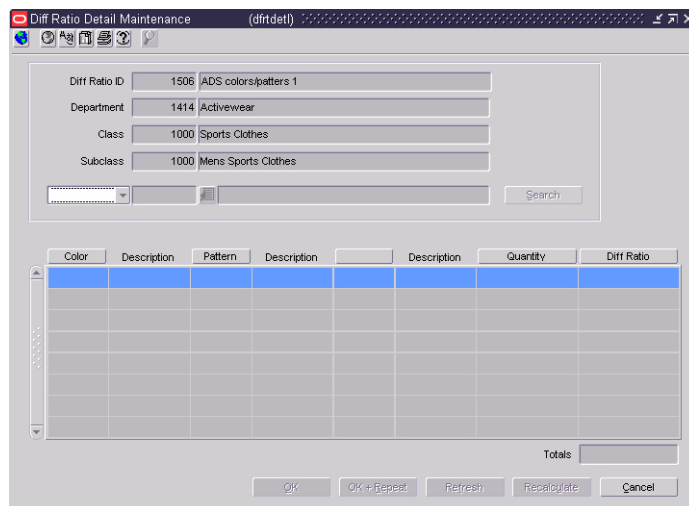 Diff Ratio Detail Maintenance (dfrtdetl)
Diff Ratio ID 1506 ADS colors/patters 1
Department 1414 Activewear
Class 1000 Sports Clothes
Subclass 1000 Mens Sports Clothes
Search
Color Description Pattern Description Description Quantity Diff Ratio
Totals
OK OK + Repeat Refresh Recalculate Cancel